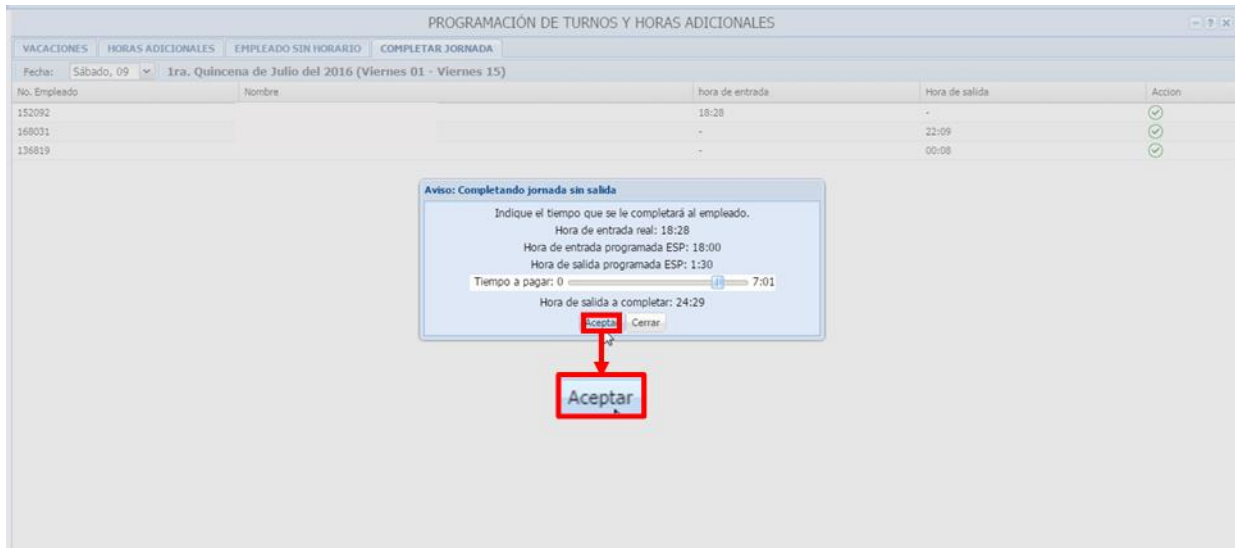 PROGRAMACIÓN DE TURNOS Y HORAS ADICIONALES
VACACIONES HORAS ADICIONALES EMPLEADO SIN HORARIO COMPLETAR JORNADA
Fecha: Sábado, 09 1ra. Quincena de Julio del 2016 (Viernes 01 - Viernes 15)
No. Empleado Nombre hora de entrada Hora de salida Accion
152092 18:28 -
168031 - 22:09
136819 - 00:08
Aviso: Completando jornada sin salida
Indique el tiempo que se le completará al empleado.
Hora de entrada real: 18:28
Hora de entrada programada ESP: 18:00
Hora de salida programada ESP: 1:30
Tiempo a pagar: 0 7:01
Hora de salida a completar: 24:29
Aceptar Cerrar
Aceptar